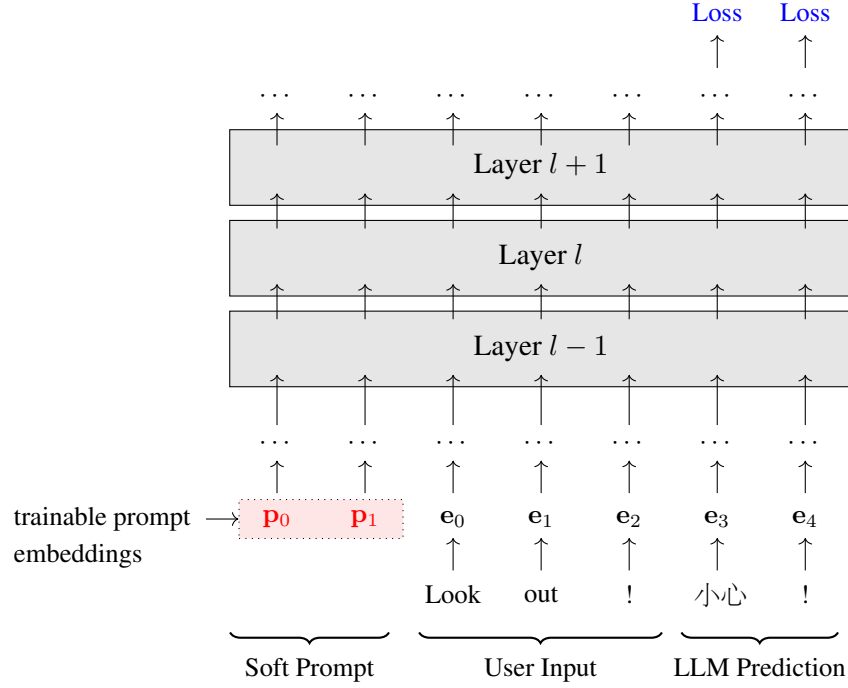 Loss Loss
... ... ... ... ... ... ...
Layer l + 1
Layer l
Layer l − 1
... ... ... ... ... ... ...
trainable prompt embeddings
p₀ p₁ e₀ e₁ e₂ e₃ e₄
Look out ! 小心 !
Soft Prompt User Input LLM Prediction